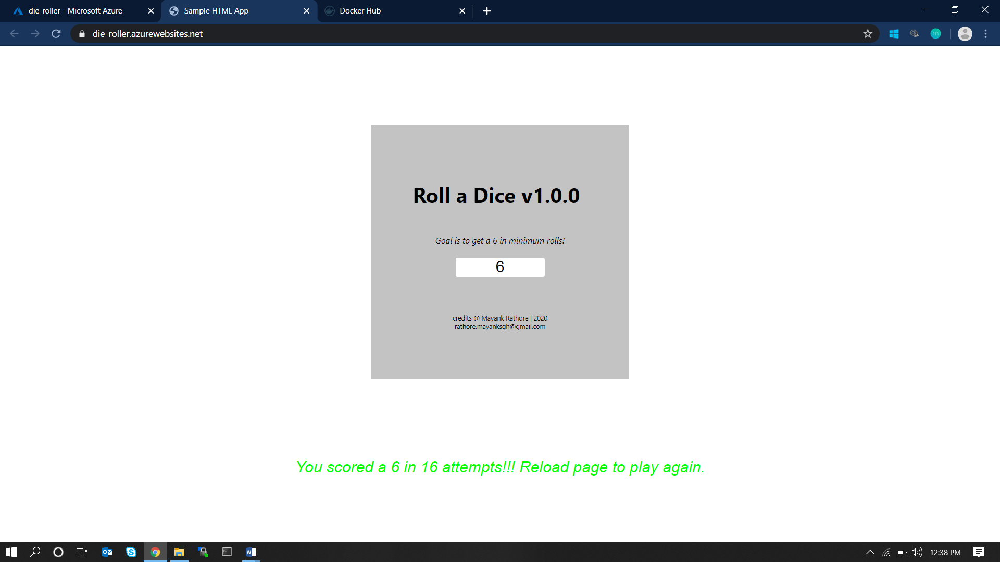 die-roller - Microsoft Azure
Sample HTML App
Docker Hub
die-roller.azurewebsites.net
m
Roll a Dice v1.0.0
Goal is to get a 6 in minimum rolls!
6
credits @ Mayank Rathore | 2020
rathore.mayanksgh@gmail.com
You scored a 6 in 16 attempts!!! Reload page to play again.
12:38 PM